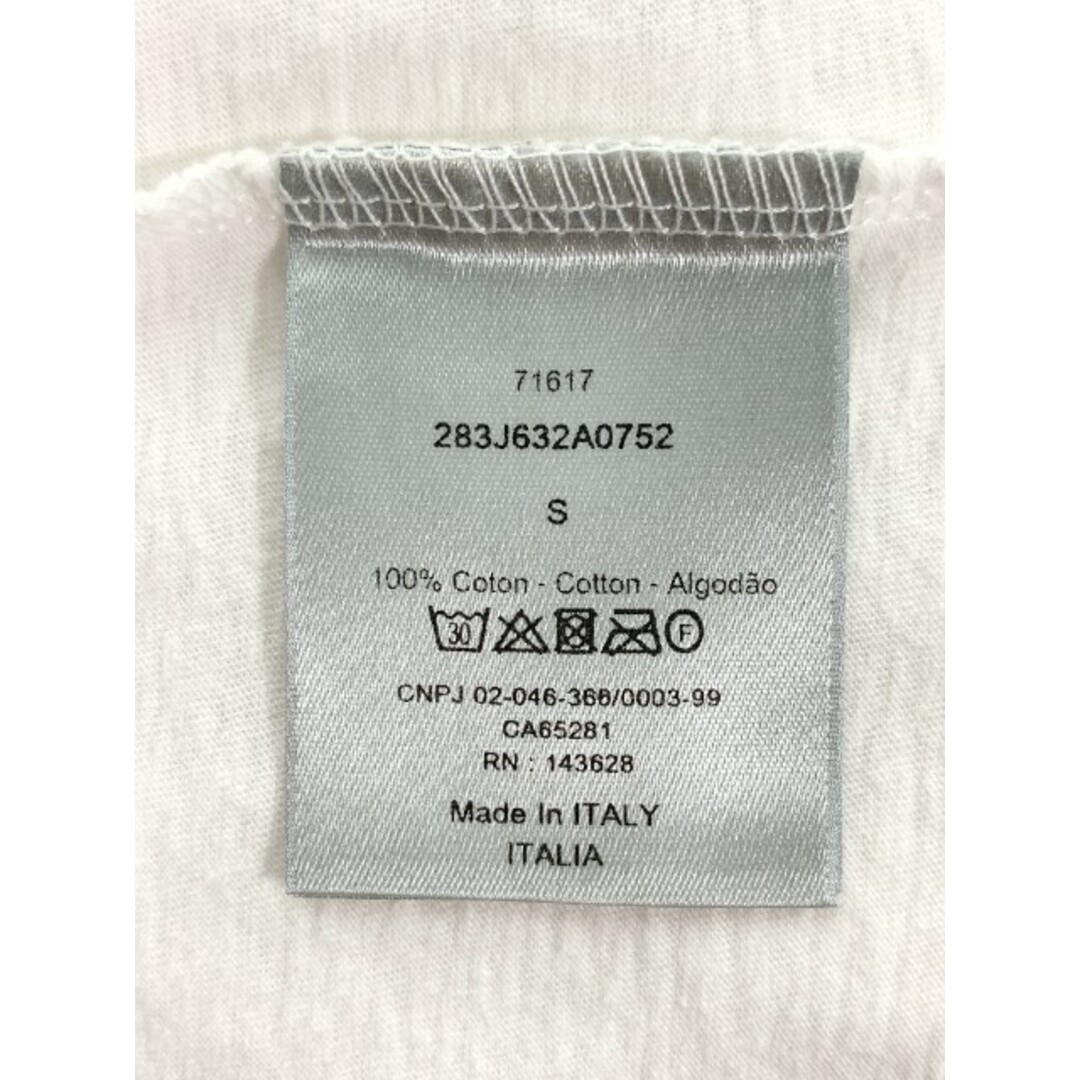 71617
283J632A0752
S
100% Coton - Cotton - Algodão
30 F
CNPJ 02-046-366/0003-99
CA65281
RN : 143628
Made In ITALY
ITALIA